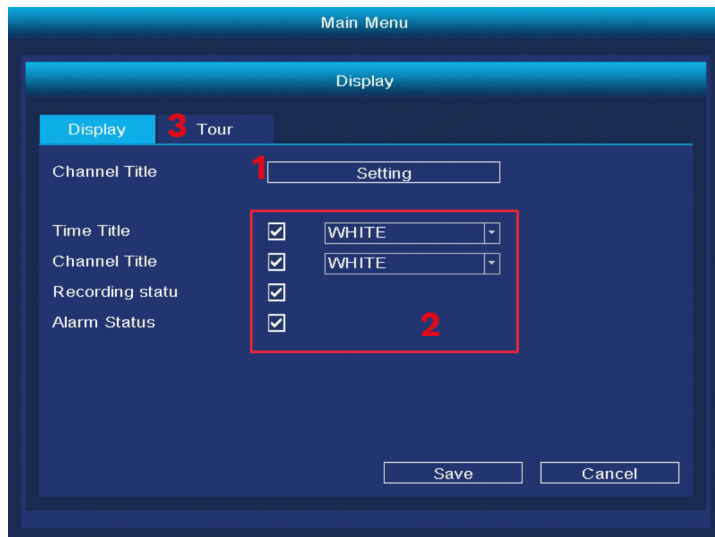 Main Menu
Display
Display 3 Tour
Channel Title 1 Setting
Time Title WHITE
Channel Title WHITE
Recording statu
Alarm Status 2
Save Cancel